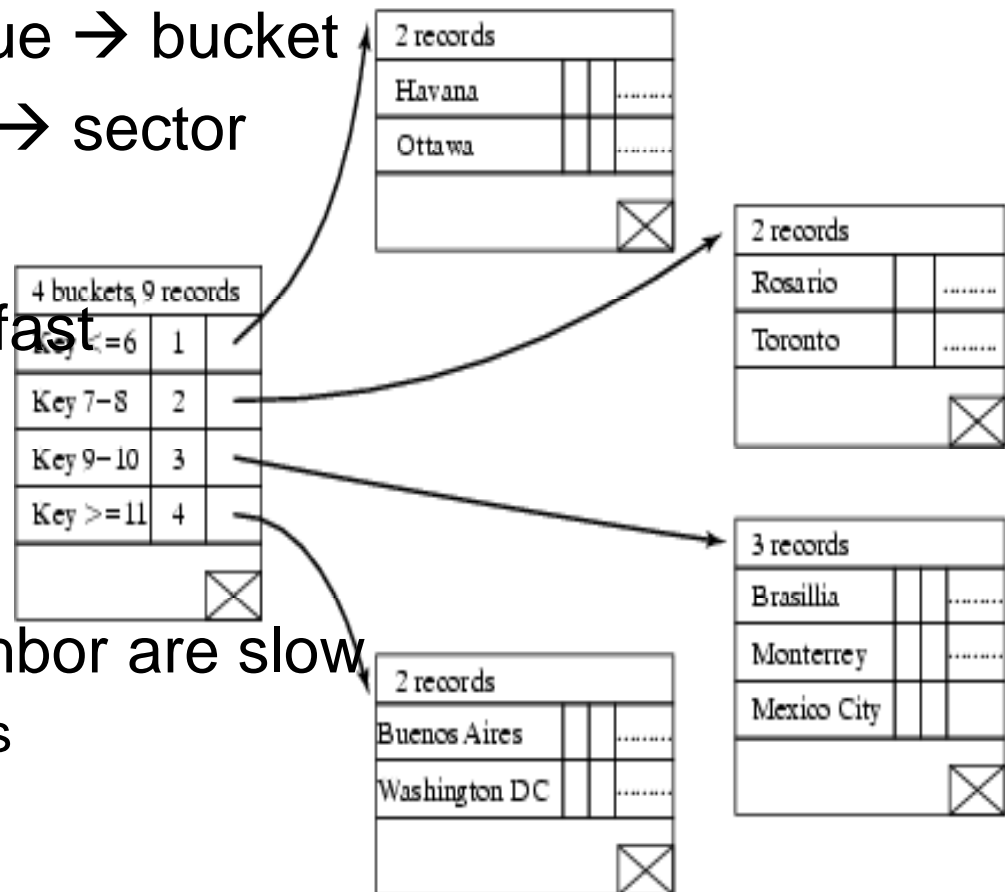 ue → bucket
→ sector
fast
nbor are slow
s
4 buckets, 9 records
Key <=6 1
Key 7-8 2
Key 9-10 3
Key >=11 4
2 records
Havana .........
Ottawa .........
2 records
Rosario .........
Toronto .........
3 records
Brasillia .........
Monterrey .........
Mexico City
2 records
Buenos Aires .........
Washington DC .........